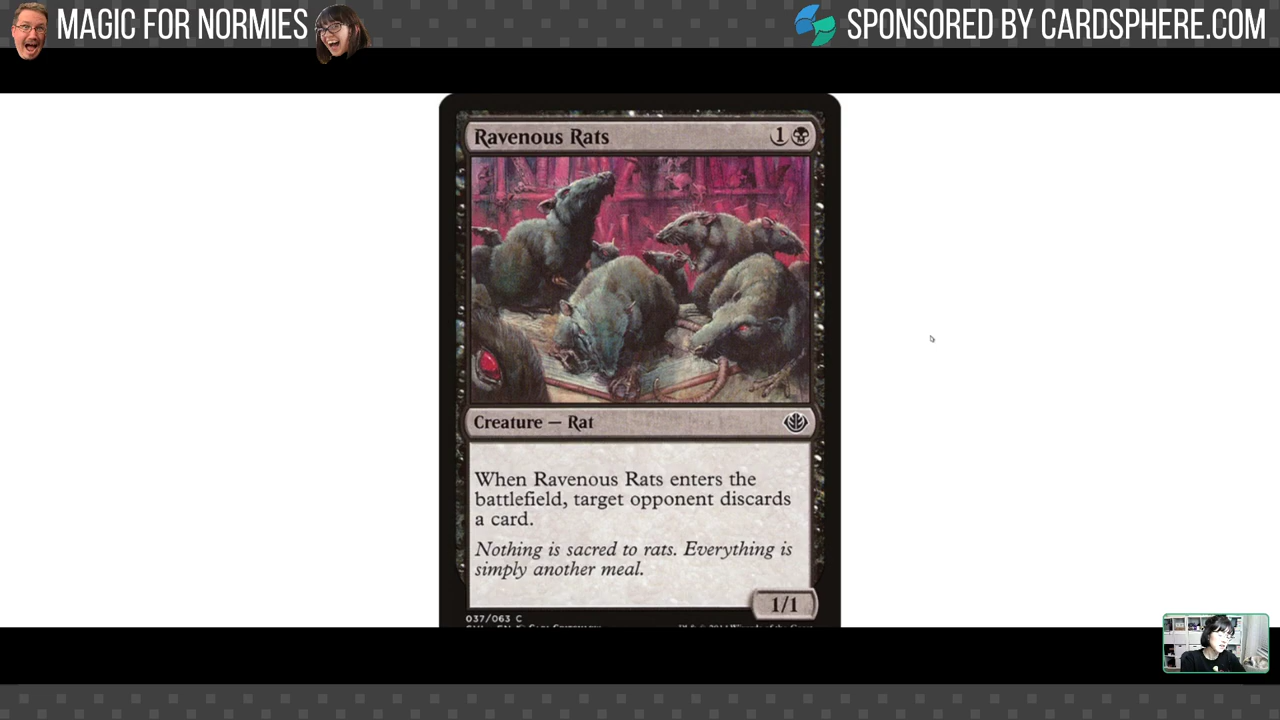 MAGIC FOR NORMIES
SPONSORED BY CARDSPHERE.COM
Ravenous Rats 1
Creature — Rat
When Ravenous Rats enters the
battlefield, target opponent discards
a card.
Nothing is sacred to rats. Everything is
simply another meal.
1/1
037/063 C